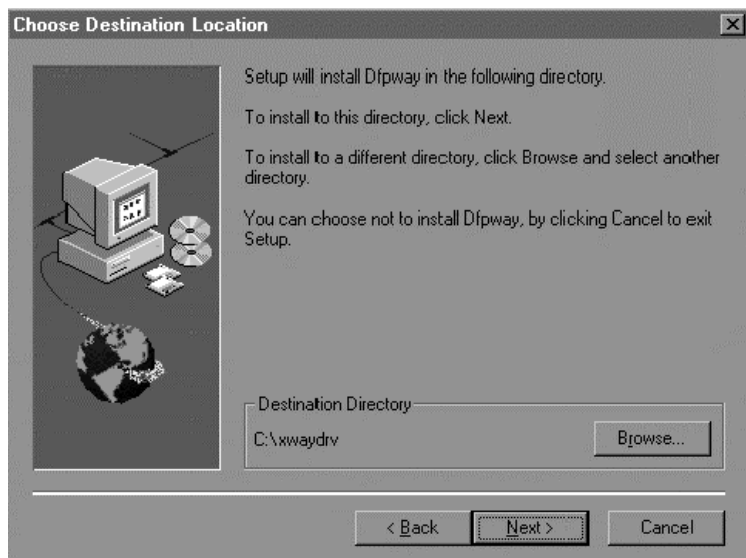 Choose Destination Location
Setup will install Dfpway in the following directory.
To install to this directory, click Next.
To install to a different directory, click Browse and select another
directory.
You can choose not to install Dfpway, by clicking Cancel to exit
Setup.
Destination Directory
C:\xwaydrv
Browse...
< Back
Next >
Cancel